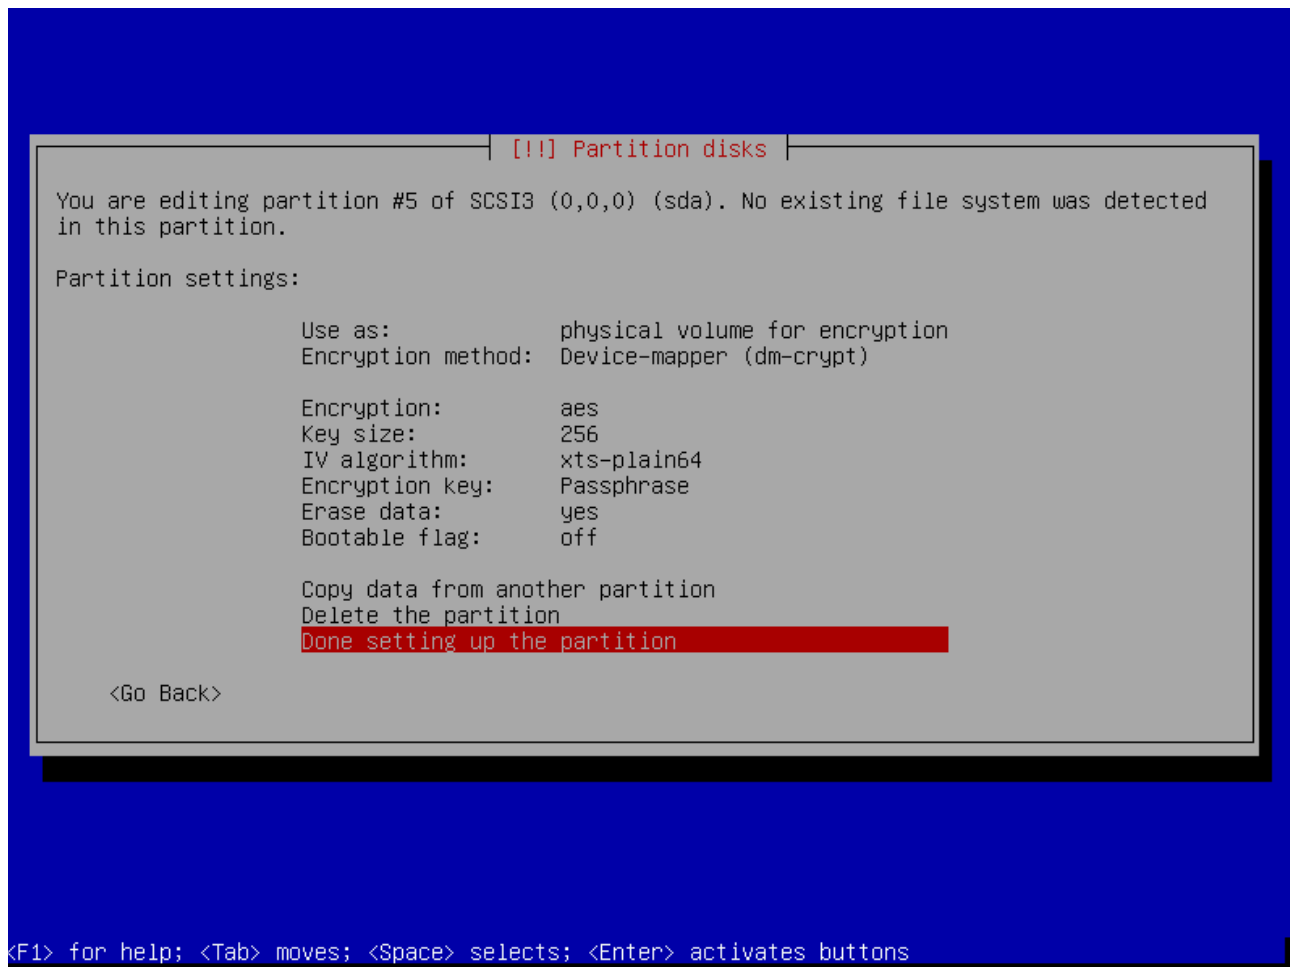 [!!] Partition disks
You are editing partition #5 of SCSI3 (0,0,0) (sda). No existing file system was detected
in this partition.
Partition settings:
Use as: physical volume for encryption
Encryption method: Device-mapper (dm-crypt)
Encryption: aes
Key size: 256
IV algorithm: xts-plain64
Encryption key: Passphrase
Erase data: yes
Bootable flag: off
Copy data from another partition
Delete the partition
Done setting up the partition
<Go Back>
<F1> for help; <Tab> moves; <Space> selects; <Enter> activates buttons